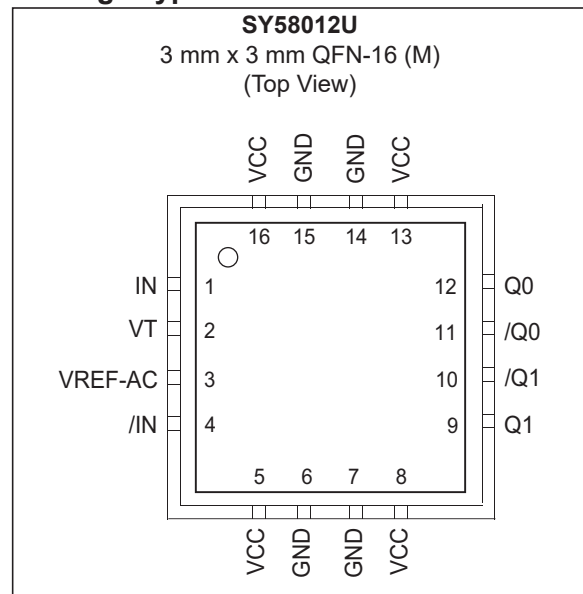 SY58012U
3 mm x 3 mm QFN-16 (M)
(Top View)
VCC GND GND VCC
16 15 14 13
IN 1 12 Q0
VT 2 11 /Q0
VREF-AC 3 10 /Q1
/IN 4 9 Q1
5 6 7 8
VCC GND GND VCC